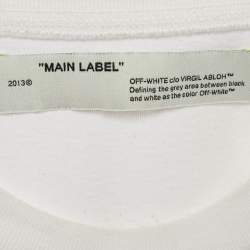 "MAIN LABEL"
2013©
OFF-WHITE c/o VIRGIL ABLOH™
Defining the grey area between black
and white as the color Off-White™